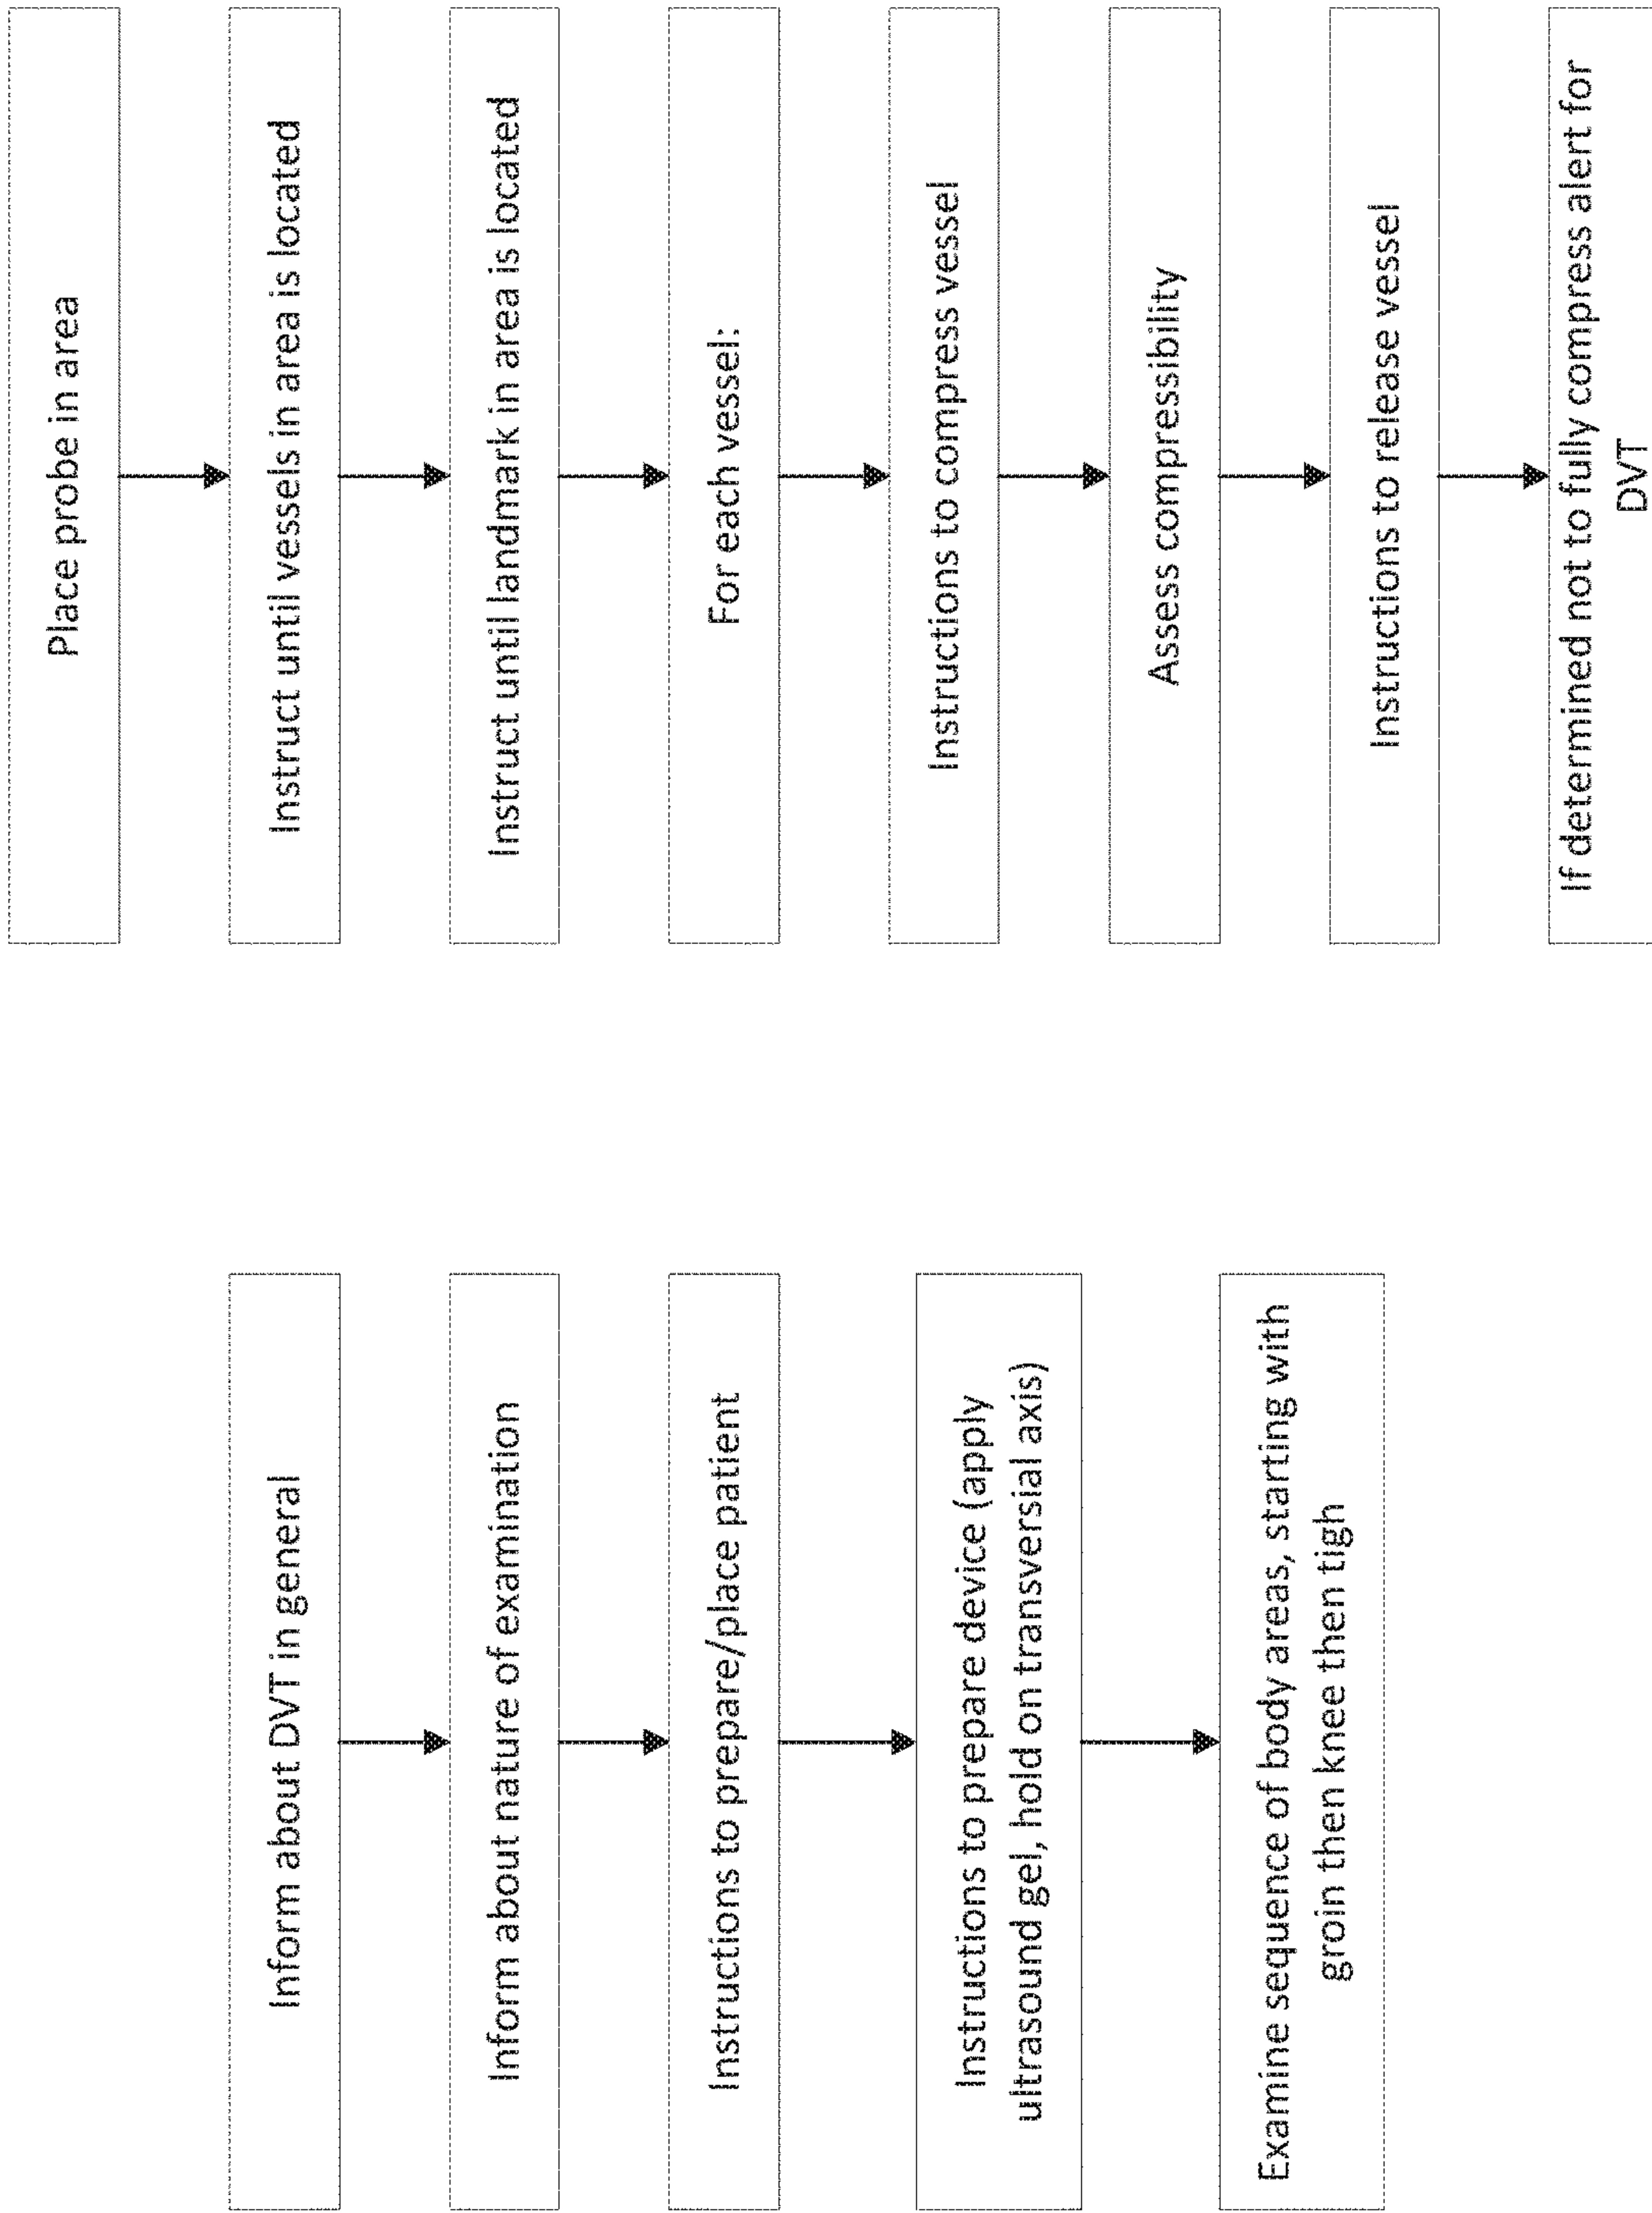 Inform about DVT in general
Inform about nature of examination
Instructions to prepare/place patient
Instructions to prepare device (apply
ultrasound gel, hold on transversial axis)
Examine sequence of body areas, starting with
groin then knee then tigh
Place probe in area
Instruct until vessels in area is located
Instruct until landmark in area is located
For each vessel:
Instructions to compress vessel
Assess compressibility
Instructions to release vessel
If determined not to fully compress alert for
DVT